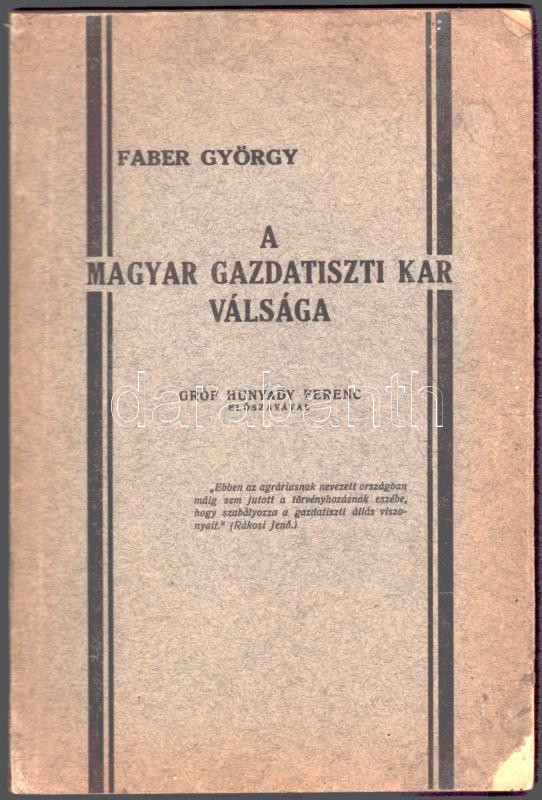 FABER GYÖRGY
A
MAGYAR GAZDATISZTI KAR
VÁLSÁGA
GRÓF HUNYADY FERENC
ELŐSZAVÁVAL
darabanth
„Ebben az agráriusnak nevezett országban
máig sem jutott a törvényhozásnak eszébe,
hogy szabályozza a gazdatiszti állás viszo-
nyait.“ (Rákosi Jenő.)